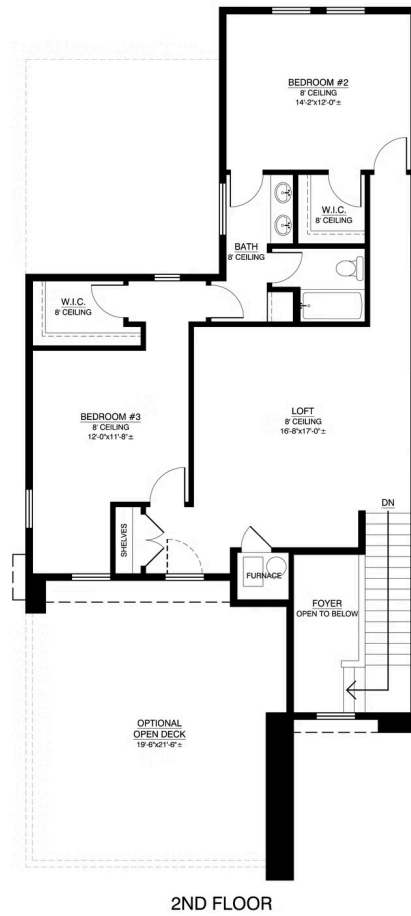 BEDROOM #2
8' CEILING
14'-2"x12'-0"±
W.I.C.
8' CEILING
BATH
8' CEILING
W.I.C.
8' CEILING
BEDROOM #3
8' CEILING
12'-0"x11'-8"±
LOFT
8' CEILING
16'-8"x17'-0"±
DN
SHELVES
FURNACE
FOYER
OPEN TO BELOW
OPTIONAL
OPEN DECK
19'-6"x21'-6"±
2ND FLOOR